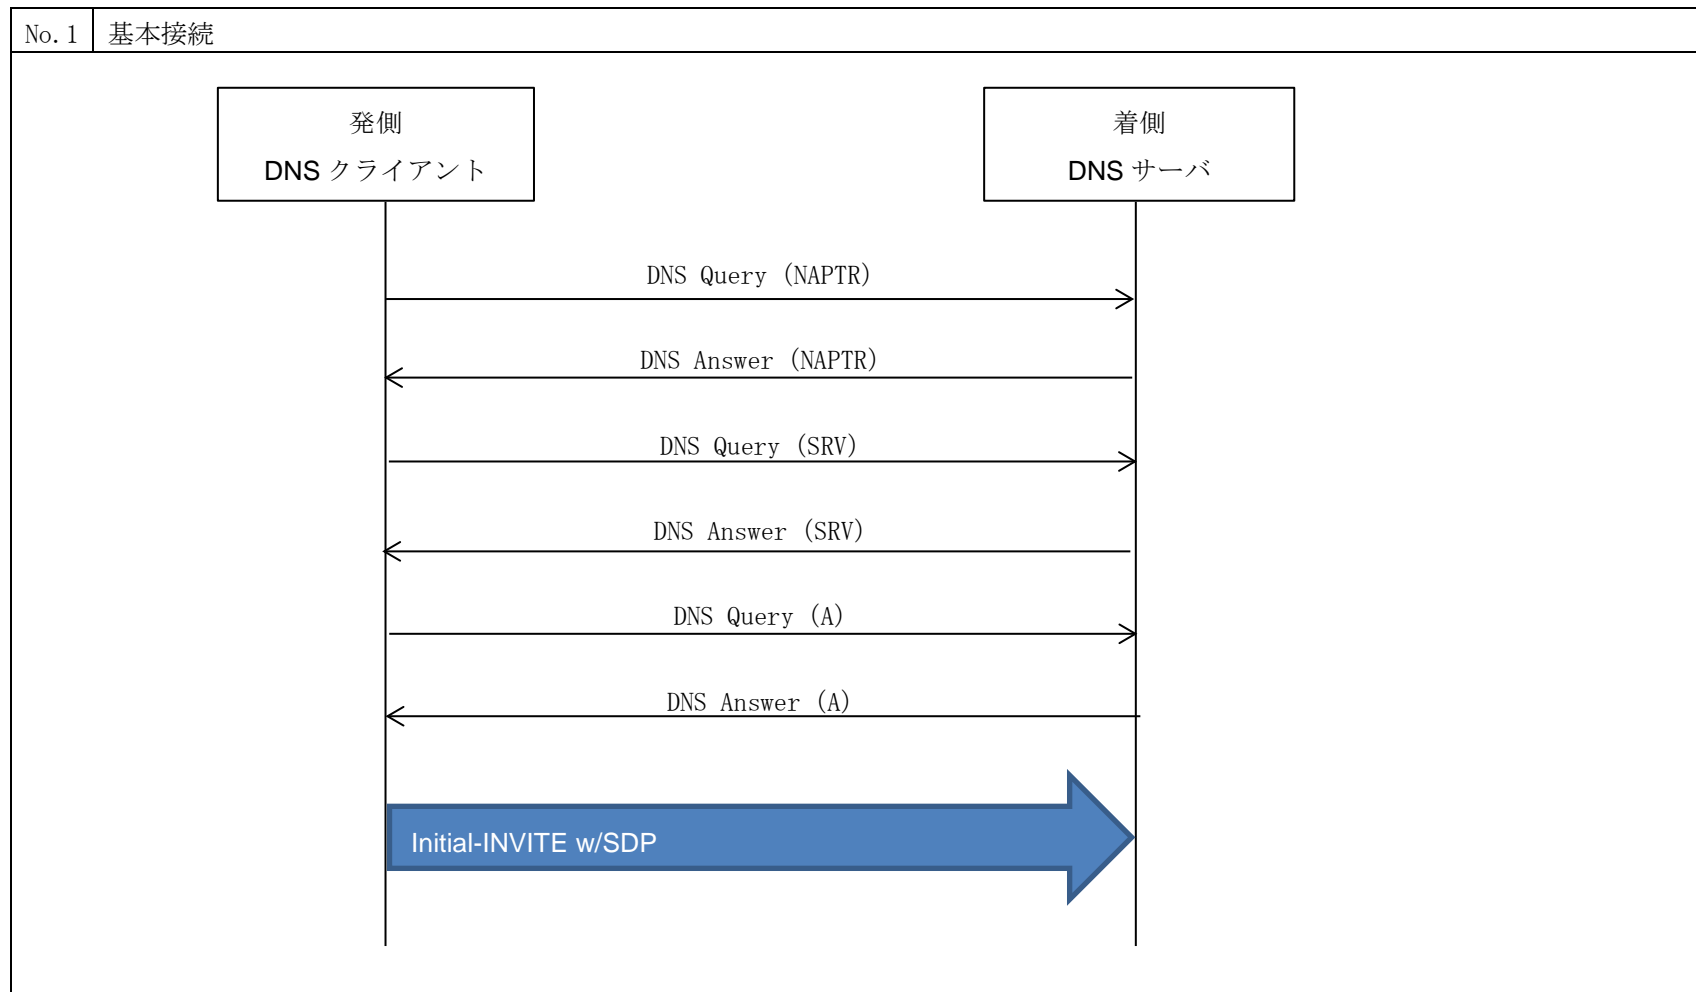 No.1 基本接続
発側
DNS クライアント
着側
DNS サーバ
DNS Query (NAPTR)
DNS Answer (NAPTR)
DNS Query (SRV)
DNS Answer (SRV)
DNS Query (A)
DNS Answer (A)
Initial-INVITE w/SDP